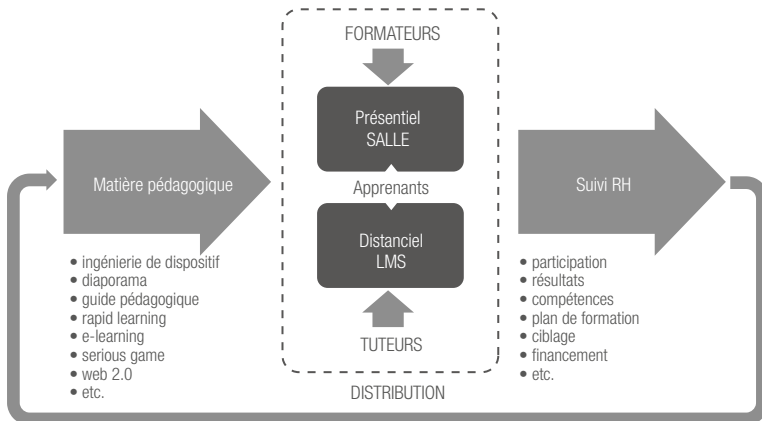 FORMATEURS
Présentiel
SALLE
Matière pédagogique
Apprenants
Suivi RH
Distanciel
LMS
• ingénierie de dispositif
• diaporama
• guide pédagogique
• rapid learning
• e-learning
• serious game
• web 2.0
• etc.
TUTEURS
DISTRIBUTION
• participation
• résultats
• compétences
• plan de formation
• ciblage
• financement
• etc.